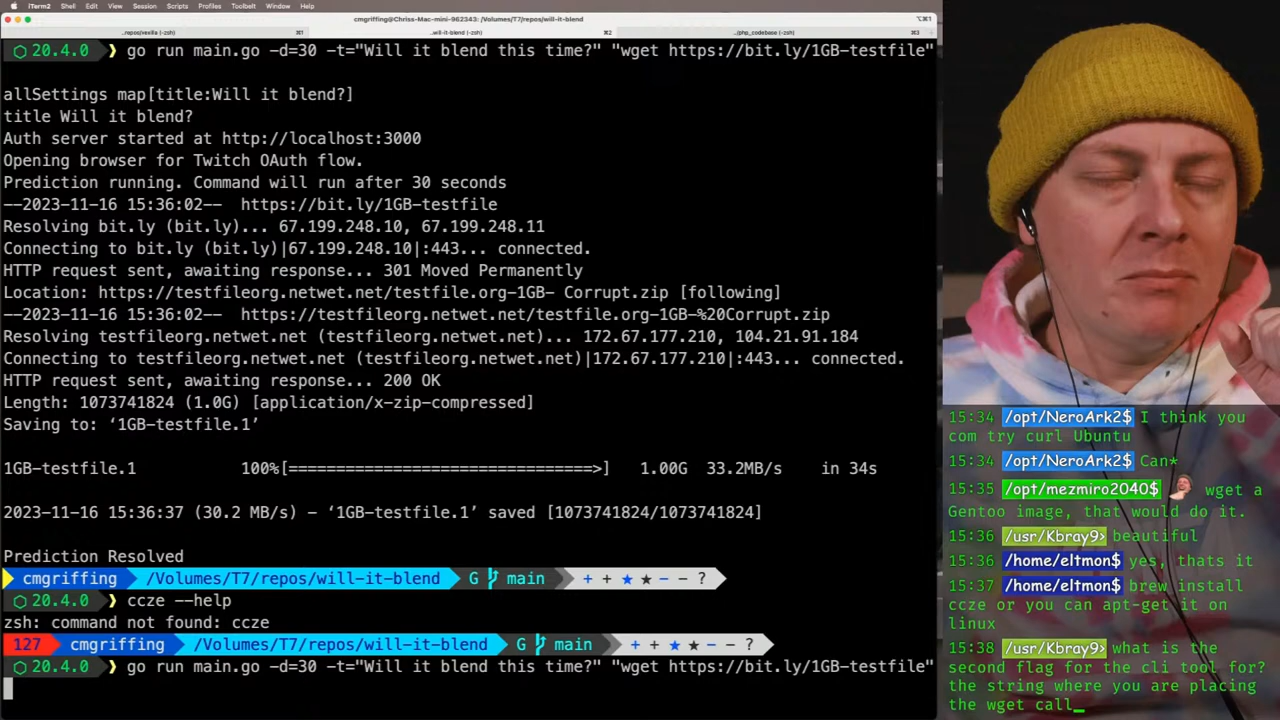 iTerm2 Shell Edit View Session Scripts Profiles Toolbelt Window Help
cmgriffing@Chriss-Mac-mini-962343: /Volumes/T7/repos/will-it-blend
⌥⌘1
..repos/vexilla (-zsh) ⌘1 ..will-it-blend (-zsh) ⌘2 ../php_codebase (-zsh) ⌘3
20.4.0 ❯ go run main.go -d=30 -t="Will it blend this time?" "wget https://bit.ly/1GB-testfile"
allSettings map[title:Will it blend?]
title Will it blend?
Auth server started at http://localhost:3000
Opening browser for Twitch OAuth flow.
Prediction running. Command will run after 30 seconds
--2023-11-16 15:36:02--  https://bit.ly/1GB-testfile
Resolving bit.ly (bit.ly)... 67.199.248.10, 67.199.248.11
Connecting to bit.ly (bit.ly)|67.199.248.10|:443... connected.
HTTP request sent, awaiting response... 301 Moved Permanently
Location: https://testfileorg.netwet.net/testfile.org-1GB- Corrupt.zip [following]
--2023-11-16 15:36:02--  https://testfileorg.netwet.net/testfile.org-1GB-%20Corrupt.zip
Resolving testfileorg.netwet.net (testfileorg.netwet.net)... 172.67.177.210, 104.21.91.184
Connecting to testfileorg.netwet.net (testfileorg.netwet.net)|172.67.177.210|:443... connected.
HTTP request sent, awaiting response... 200 OK
Length: 1073741824 (1.0G) [application/x-zip-compressed]
Saving to: ‘1GB-testfile.1’
1GB-testfile.1 100%[================================>] 1.00G 33.2MB/s in 34s
2023-11-16 15:36:37 (30.2 MB/s) - ‘1GB-testfile.1’ saved [1073741824/1073741824]
Prediction Resolved
cmgriffing /Volumes/T7/repos/will-it-blend G main + + ★ ★ − − ?
20.4.0 ❯ ccze --help
zsh: command not found: ccze
127 cmgriffing /Volumes/T7/repos/will-it-blend G main + + ★ ★ − − ?
20.4.0 ❯ go run main.go -d=30 -t="Will it blend this time?" "wget https://bit.ly/1GB-testfile"
15:34 /opt/NeroArk2$ I think you
com try curl Ubuntu
15:34 /opt/NeroArk2$ Can*
15:35 /opt/mezmiro2040$ wget a
Gentoo image, that would do it.
15:36 /usr/Kbray9> beautiful
15:36 /home/eltmon$ yes, thats it
15:37 /home/eltmon$ brew install
ccze or you can apt-get it on
linux
15:38 /usr/Kbray9> what is the
second flag for the cli tool for?
the string where you are placing
the wget call_